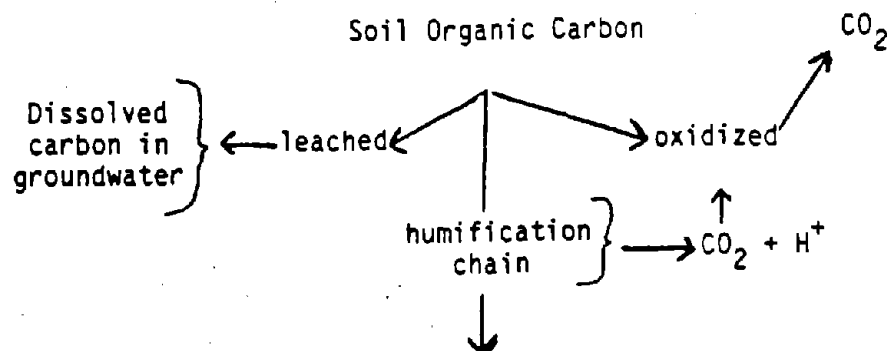 Soil Organic Carbon
CO₂
Dissolved
carbon in
groundwater
leached
oxidized
humification
chain
CO₂ + H⁺